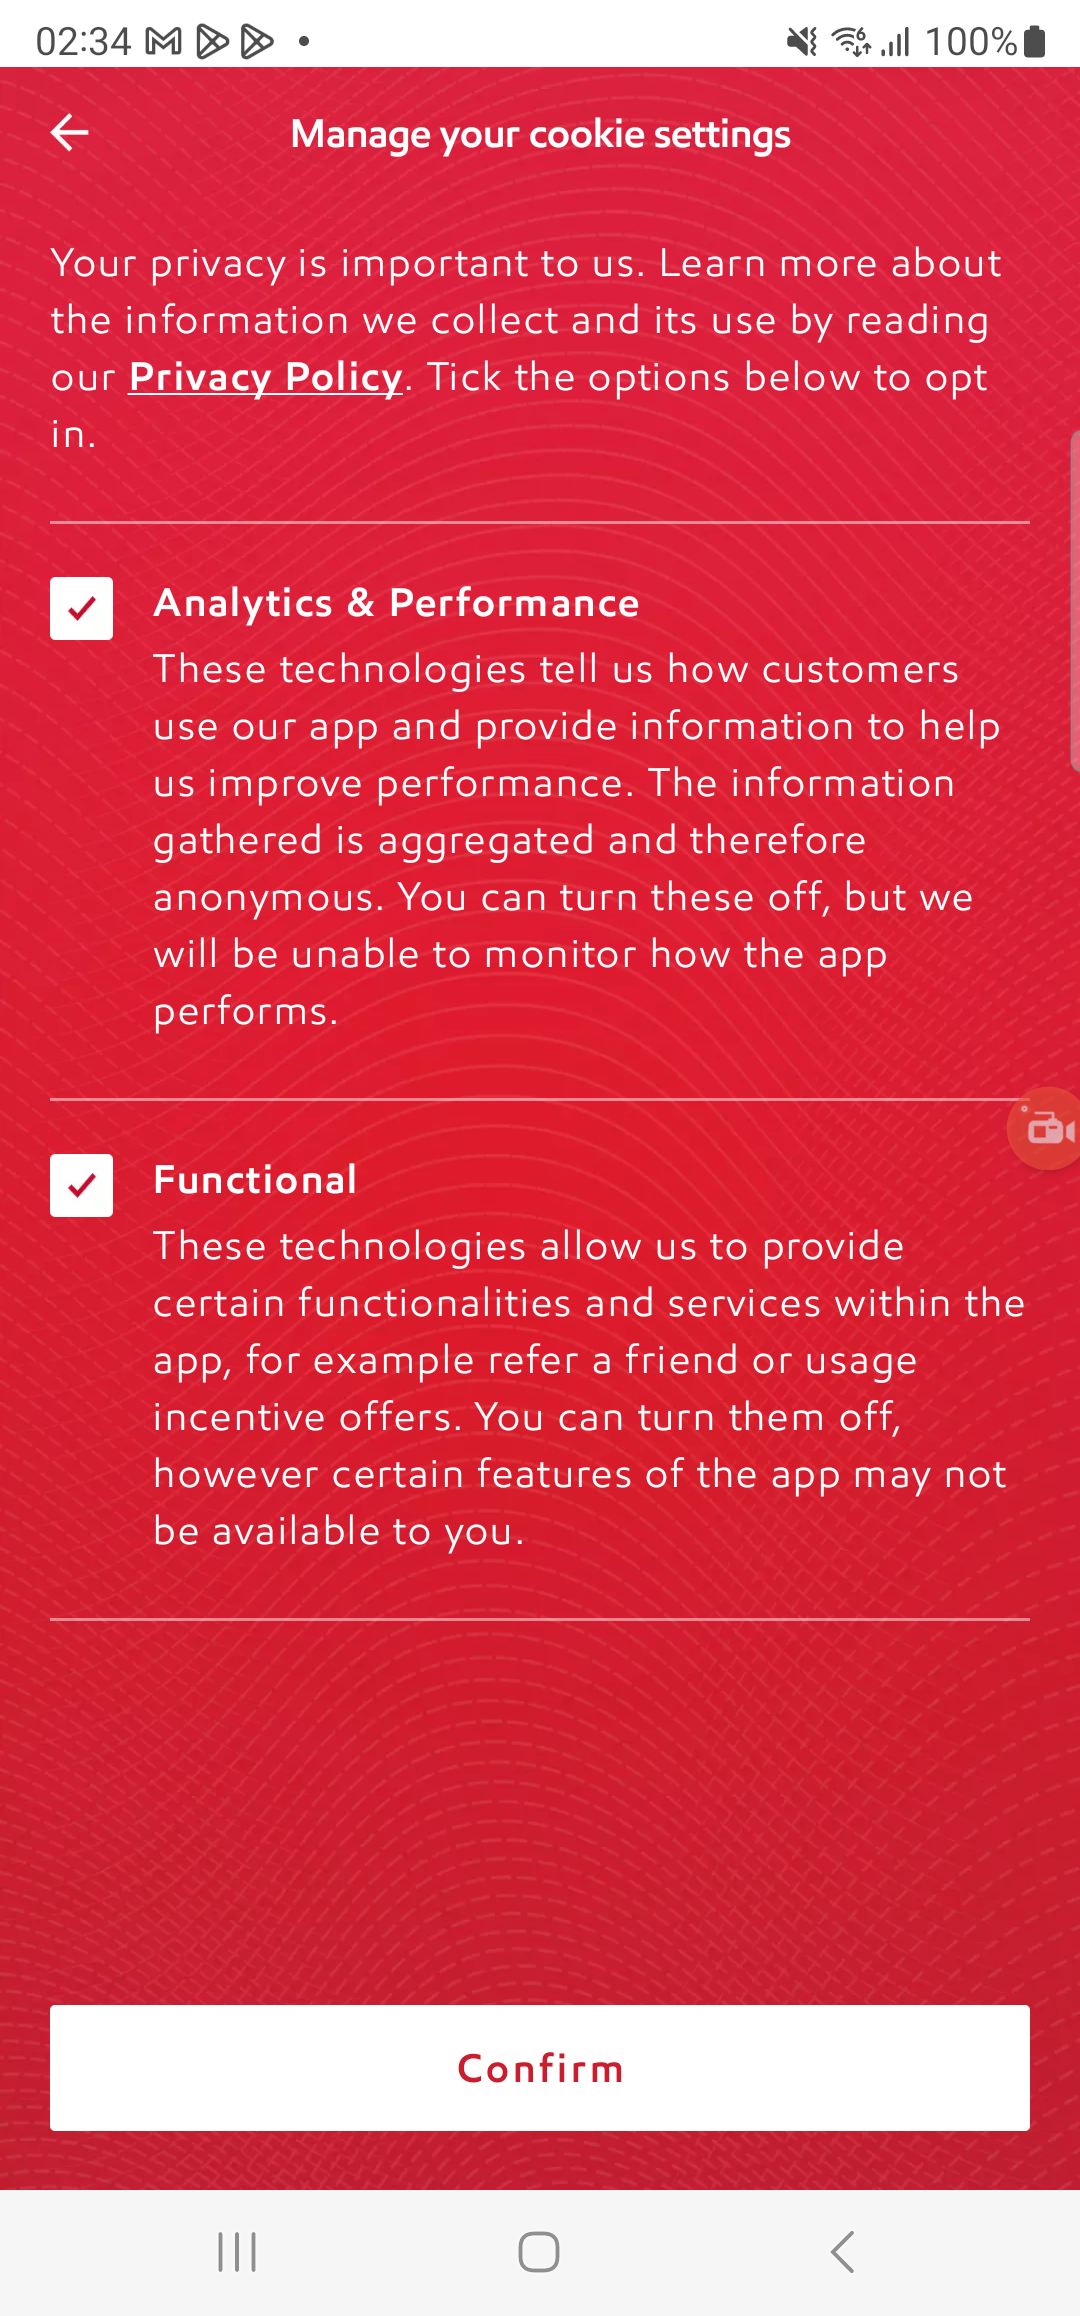 02:34
100%
Manage your cookie settings
Your privacy is important to us. Learn more about
the information we collect and its use by reading
our Privacy Policy. Tick the options below to opt
in.
Analytics & Performance
These technologies tell us how customers
use our app and provide information to help
us improve performance. The information
gathered is aggregated and therefore
anonymous. You can turn these off, but we
will be unable to monitor how the app
performs.
Functional
These technologies allow us to provide
certain functionalities and services within the
app, for example refer a friend or usage
incentive offers. You can turn them off,
however certain features of the app may not
be available to you.
Confirm